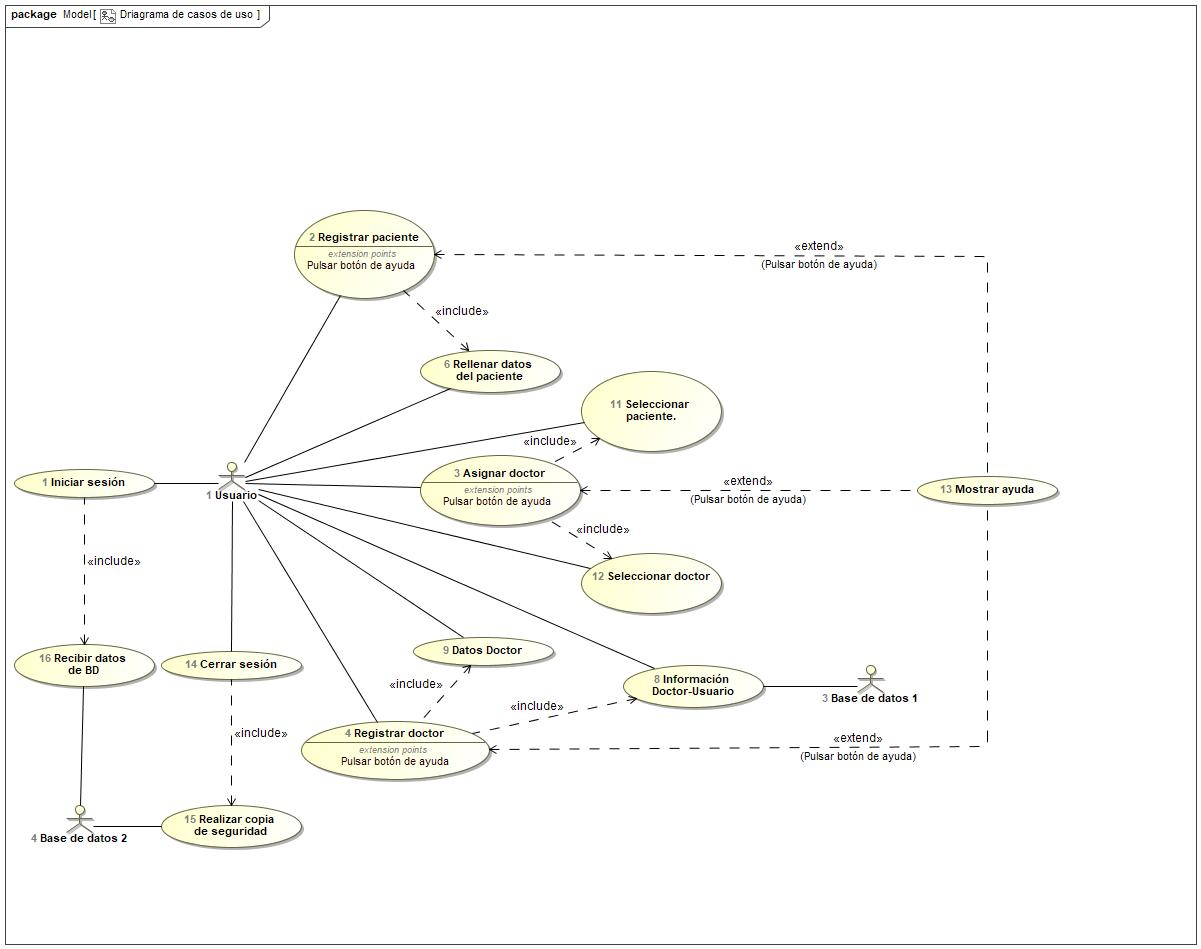 package Model[ Driagrama de casos de uso ]
2 Registrar paciente
extension points
Pulsar botón de ayuda
«extend»
(Pulsar botón de ayuda)
«include»
6 Rellenar datos
del paciente
11 Seleccionar
paciente.
«include»
1 Iniciar sesión
1 Usuario
3 Asignar doctor
extension points
Pulsar botón de ayuda
«extend»
(Pulsar botón de ayuda)
13 Mostrar ayuda
«include»
«include»
12 Seleccionar doctor
16 Recibir datos
de BD
14 Cerrar sesión
9 Datos Doctor
8 Información
Doctor-Usuario
3 Base de datos 1
«include»
«include»
«include»
4 Registrar doctor
extension points
Pulsar botón de ayuda
«extend»
(Pulsar botón de ayuda)
4 Base de datos 2
15 Realizar copia
de seguridad